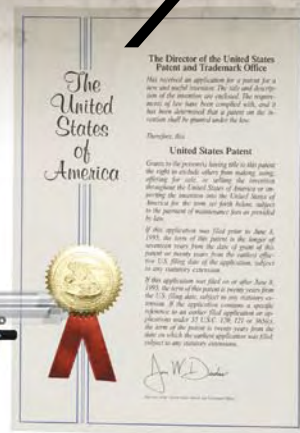 The
United
States
of
America
The Director of the United States
Patent and Trademark Office
Has received an application for a patent for a
new and useful invention. The title and descrip-
tion of the invention are enclosed. The require-
ments of law have been complied with, and it
has been determined that a patent on the in-
vention shall be granted under the law.
Therefore, this
United States Patent
Grants to the person(s) having title to this patent
the right to exclude others from making, using,
offering for sale, or selling the invention
throughout the United States of America or im-
porting the invention into the United States of
America for the term set forth below, subject
to the payment of maintenance fees as provided
by law.
If this application was filed prior to June 8,
1995, the term of this patent is the longer of
seventeen years from the date of grant of this
patent or twenty years from the earliest effec-
tive U.S. filing date of the application, subject
to any statutory extension.
If this application was filed on or after June 8,
1995, the term of this patent is twenty years from
the U.S. filing date, subject to any statutory ex-
tension. If the application contains a specific
reference to an earlier filed application or ap-
plications under 35 U.S.C. 120, 121 or 365(c),
the term of the patent is twenty years from the
date on which the earliest application was filed,
subject to any statutory extensions.